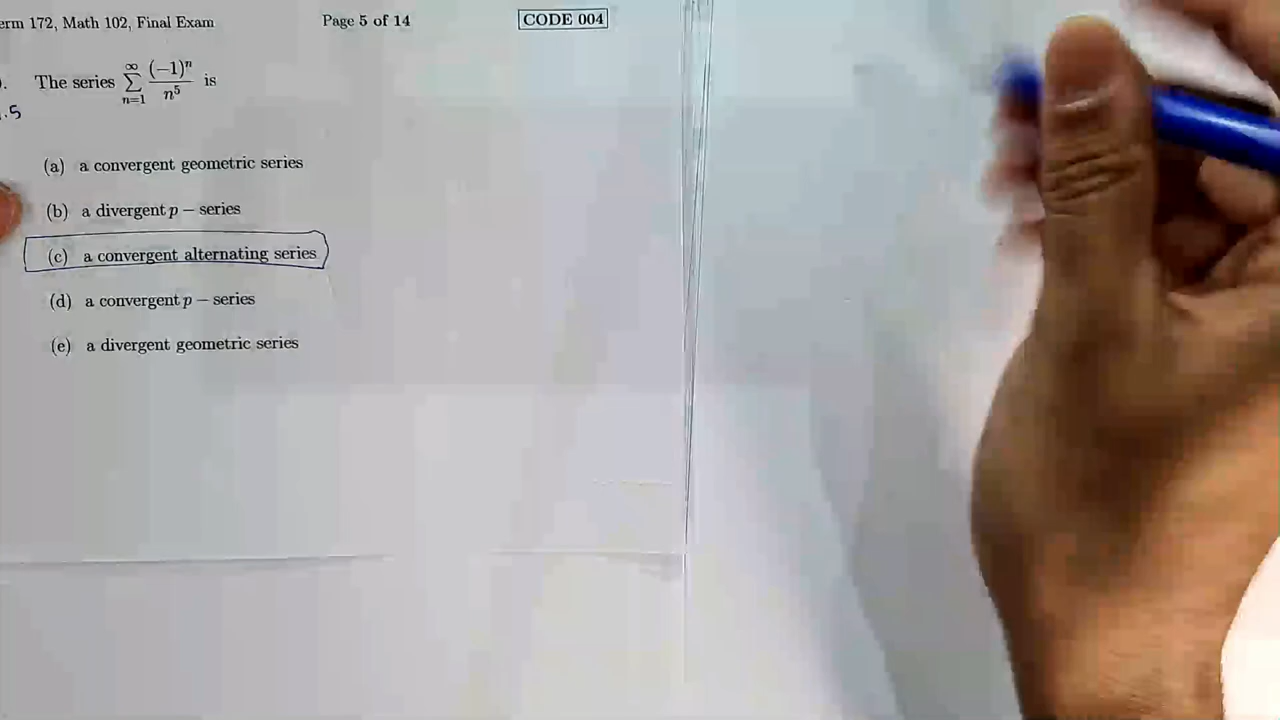 erm 172, Math 102, Final Exam Page 5 of 14 CODE 004
. The series \sum_{n=1}^{\infty} \frac{(-1)^n}{n^5} is
.5
(a) a convergent geometric series
(b) a divergent p – series
(c) a convergent alternating series
(d) a convergent p – series
(e) a divergent geometric series